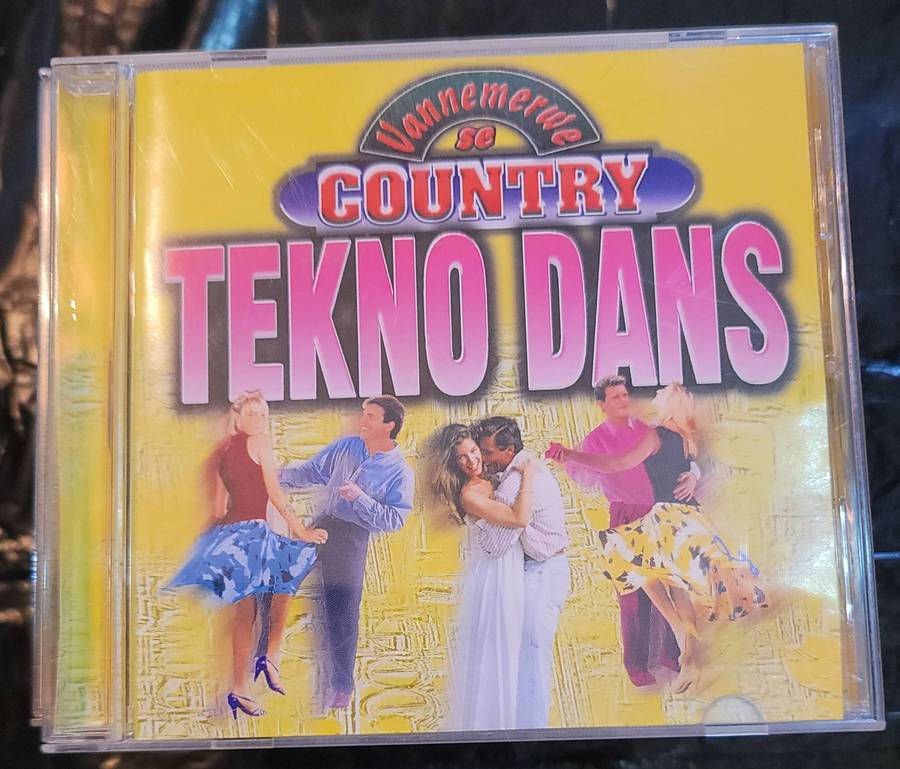 Vannemerwe
se
COUNTRY
TEKNO DANS